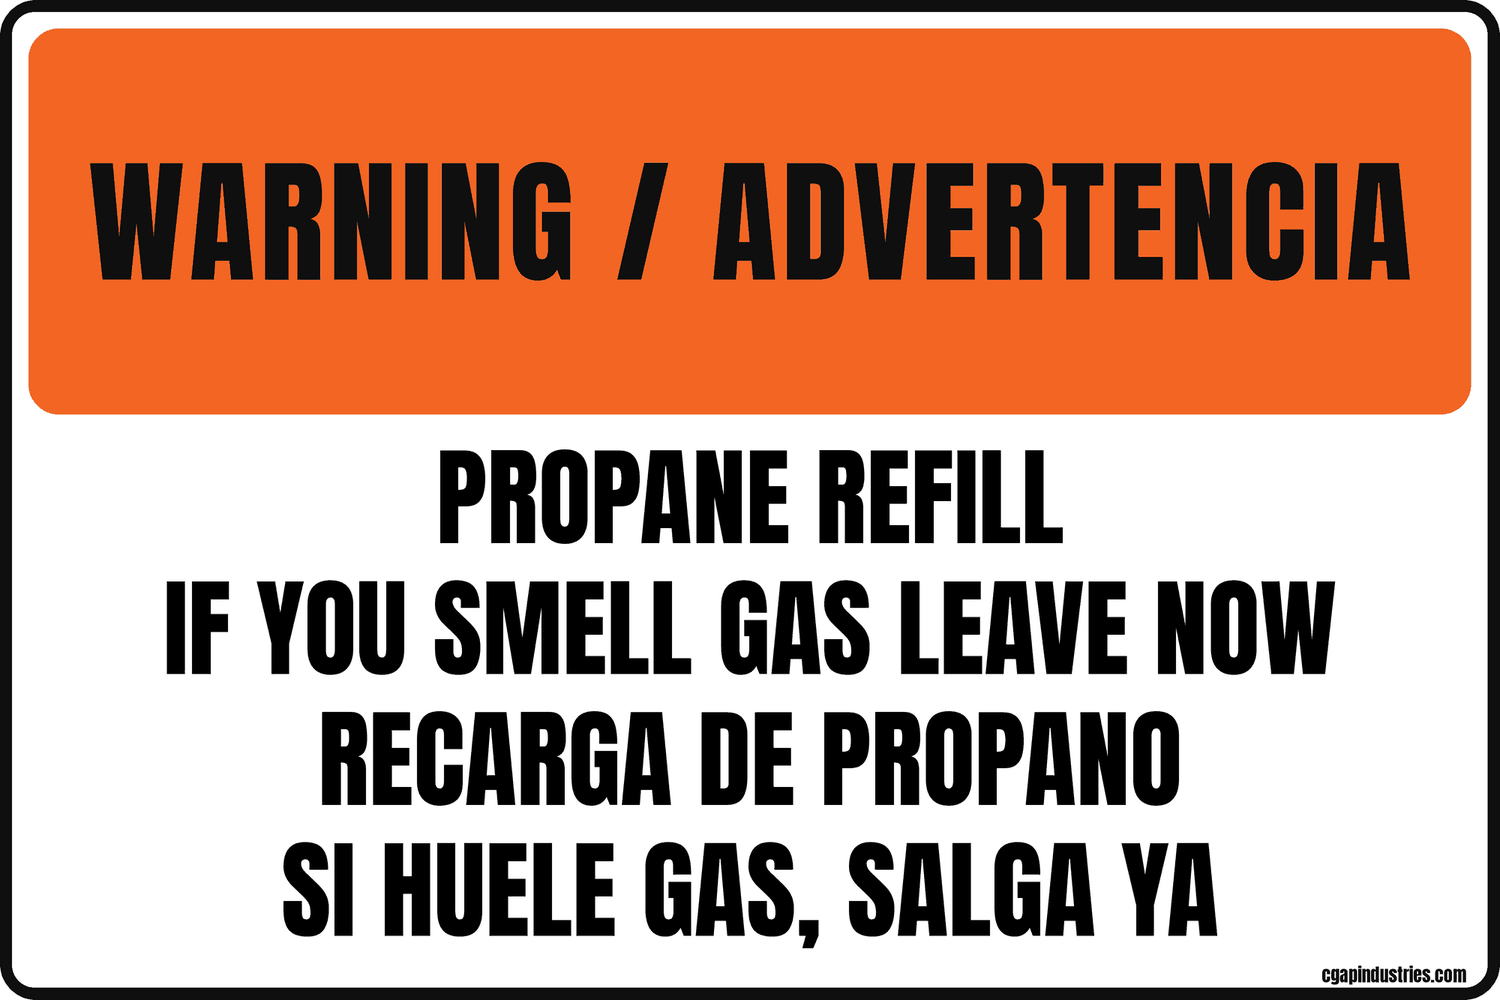 WARNING / ADVERTENCIA
PROPANE REFILL
IF YOU SMELL GAS LEAVE NOW
RECARGA DE PROPANO
SI HUELE GAS, SALGA YA
cgapindustries.com